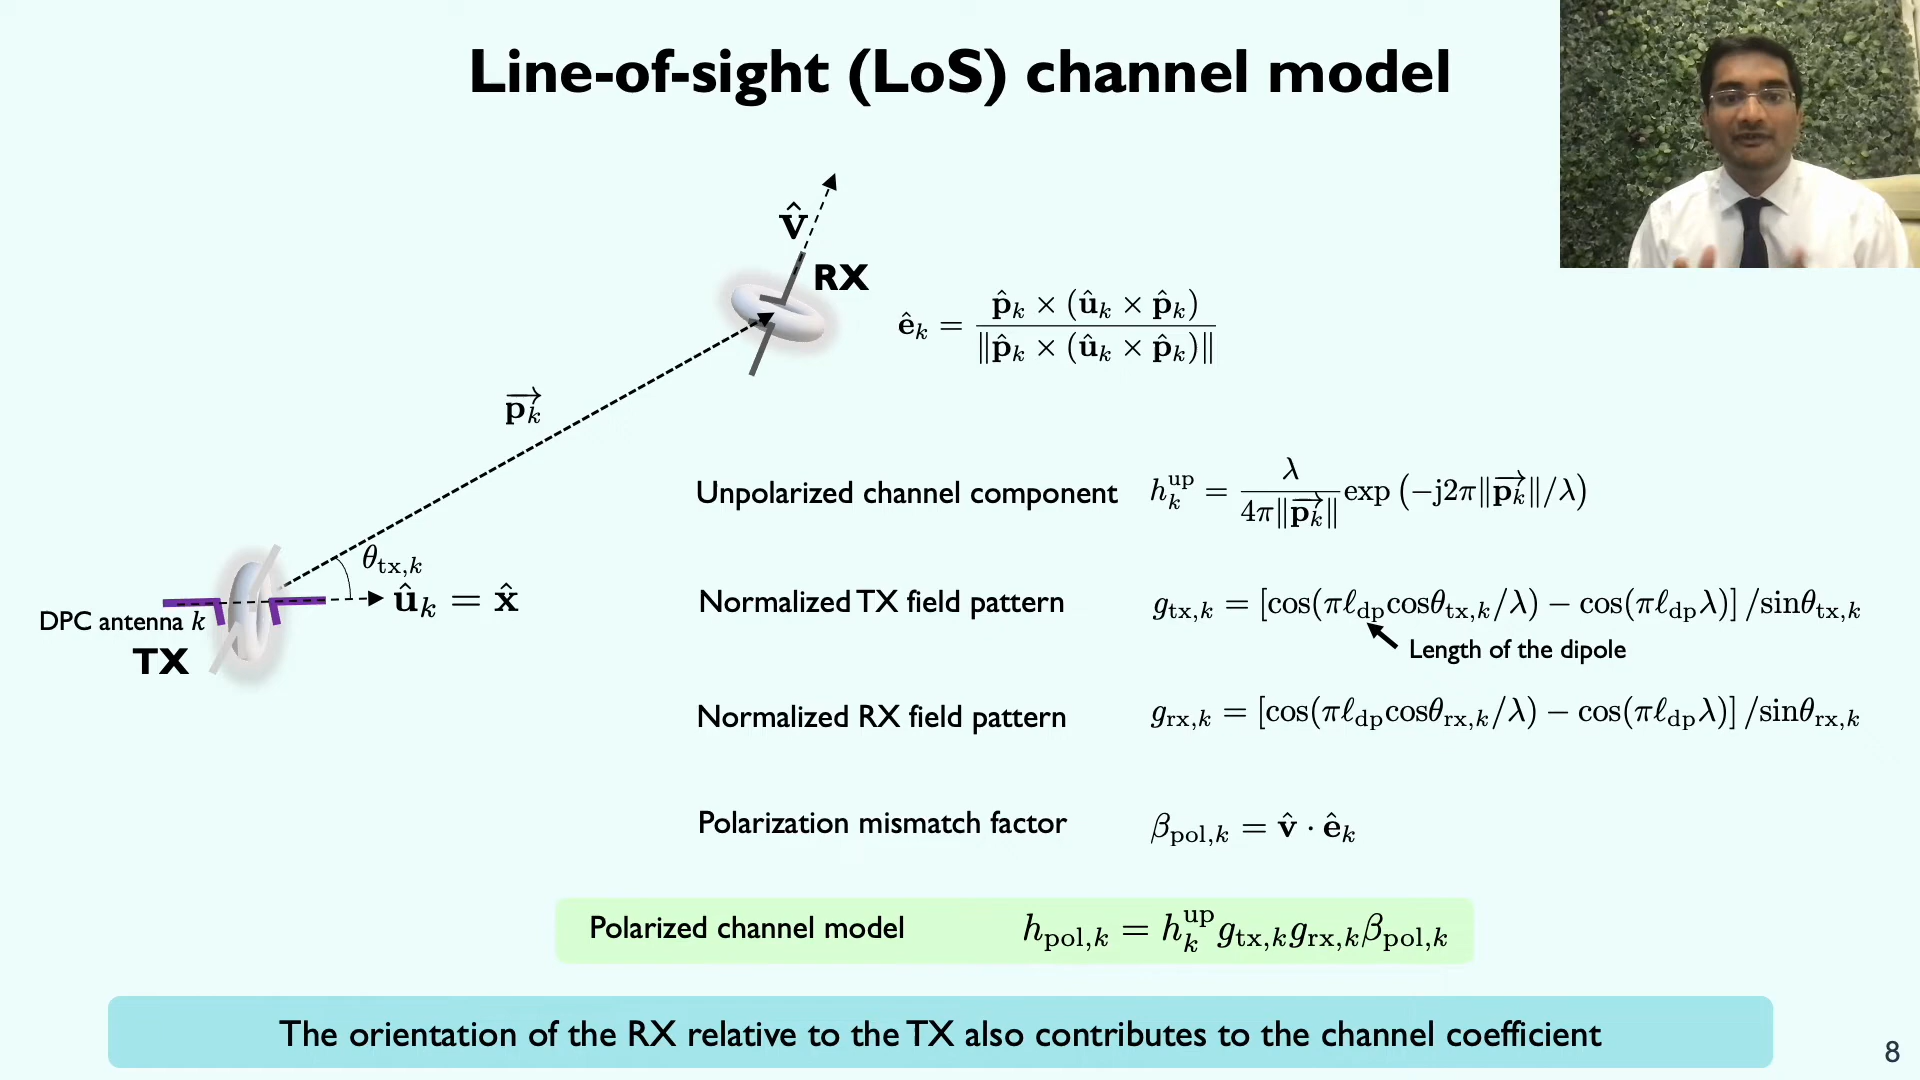 Line-of-sight (LoS) channel model
v̂
RX
ê_k = p̂_k × (û_k × p̂_k) / ‖p̂_k × (û_k × p̂_k)‖
p_k→
Unpolarized channel component h_k^up = λ / 4π‖p_k→‖ exp (−j2π‖p_k→‖/λ)
θ_tx,k
û_k = x̂
DPC antenna k
TX
Normalized TX field pattern g_tx,k = [cos(πℓ_dp cosθ_tx,k/λ) − cos(πℓ_dp λ)] /sinθ_tx,k
Length of the dipole
Normalized RX field pattern g_rx,k = [cos(πℓ_dp cosθ_rx,k/λ) − cos(πℓ_dp λ)] /sinθ_rx,k
Polarization mismatch factor β_pol,k = v̂ · ê_k
Polarized channel model h_pol,k = h_k^up g_tx,k g_rx,k β_pol,k
The orientation of the RX relative to the TX also contributes to the channel coefficient
8